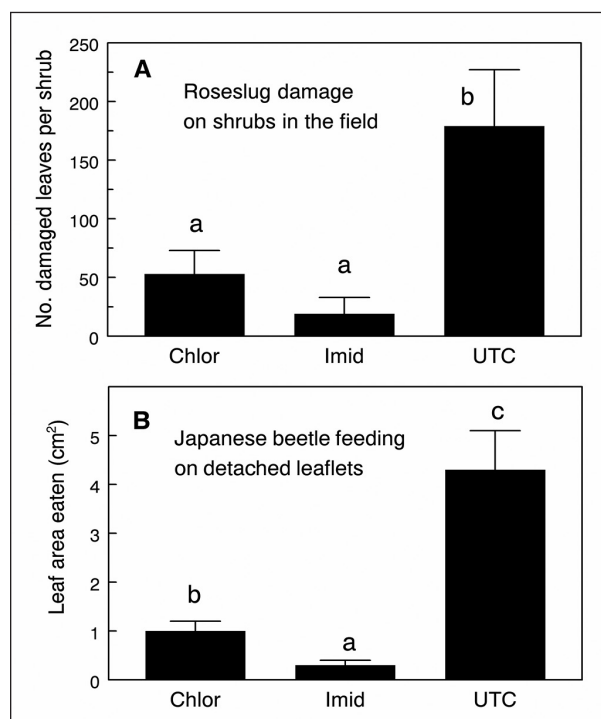 A
Roseslug damage
on shrubs in the field
No. damaged leaves per shrub
250
200
150
100
50
0
a
a
b
Chlor
Imid
UTC
B
Japanese beetle feeding
on detached leaflets
Leaf area eaten (cm²)
5
4
3
2
1
0
b
a
c
Chlor
Imid
UTC